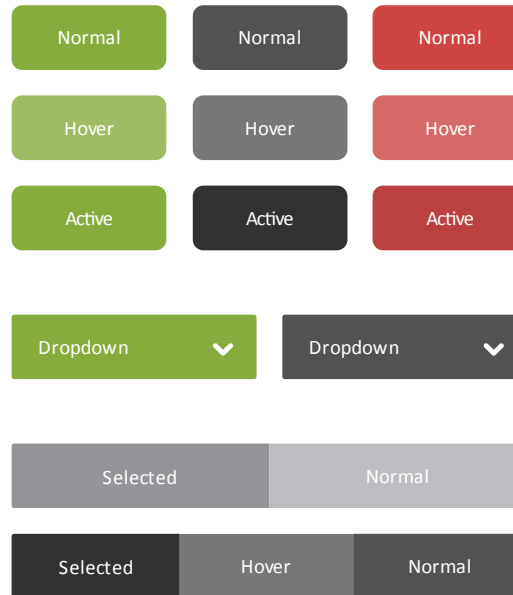 Normal Normal Normal
Hover Hover Hover
Active Active Active
Dropdown Dropdown
Selected Normal
Selected Hover Normal